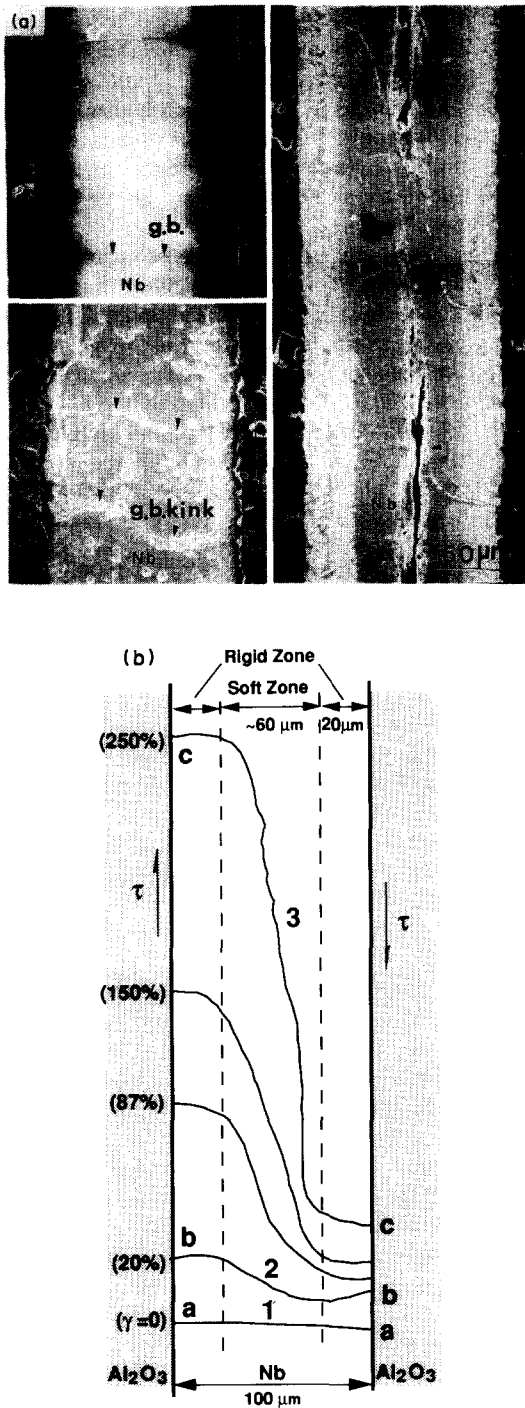 (a)
g.b.
Nb
g.b.kink
Nb
Nb
(b)
Rigid Zone
Soft Zone
~60 μm
20μm
(250%)
c
τ
τ
3
(150%)
(87%)
c
b
2
(20%)
b
1
a
(γ=0)
a
Al2O3
Nb
Al2O3
100 μm